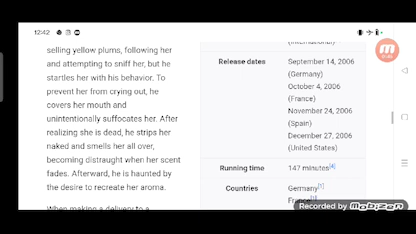 12:42
selling yellow plums, following her
and attempting to sniff her, but he
startles her with his behavior. To
prevent her from crying out, he
covers her mouth and
unintentionally suffocates her. After
realizing she is dead, he strips her
naked and smells her all over,
becoming distraught when her scent
fades. Afterward, he is haunted by
the desire to recreate her aroma.
When making a delivery to a
(International)
Release dates
September 14, 2006
(Germany)
October 4, 2006
(France)
November 24, 2006
(Spain)
December 27, 2006
(United States)
Running time
147 minutes[4]
Countries
Germany[1]
France
Recorded by Mobizen